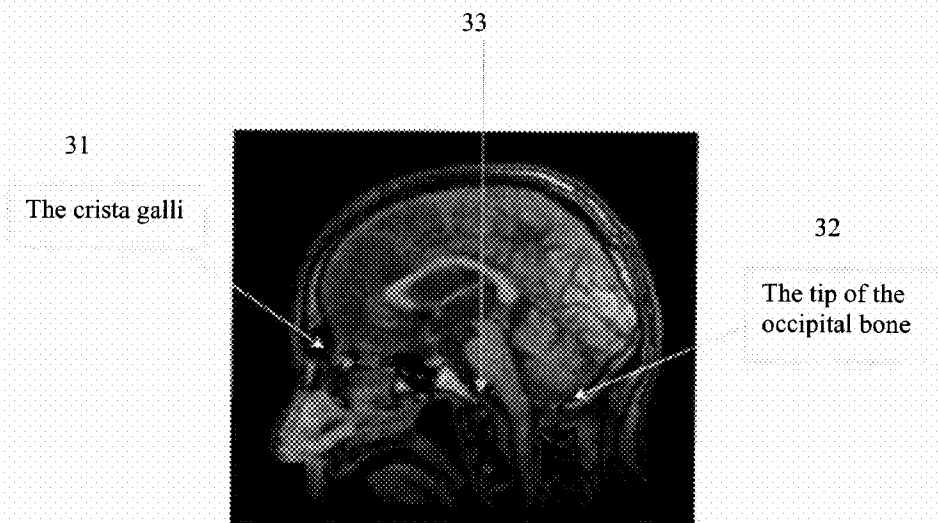 33
31
The crista galli
32
The tip of the
occipital bone